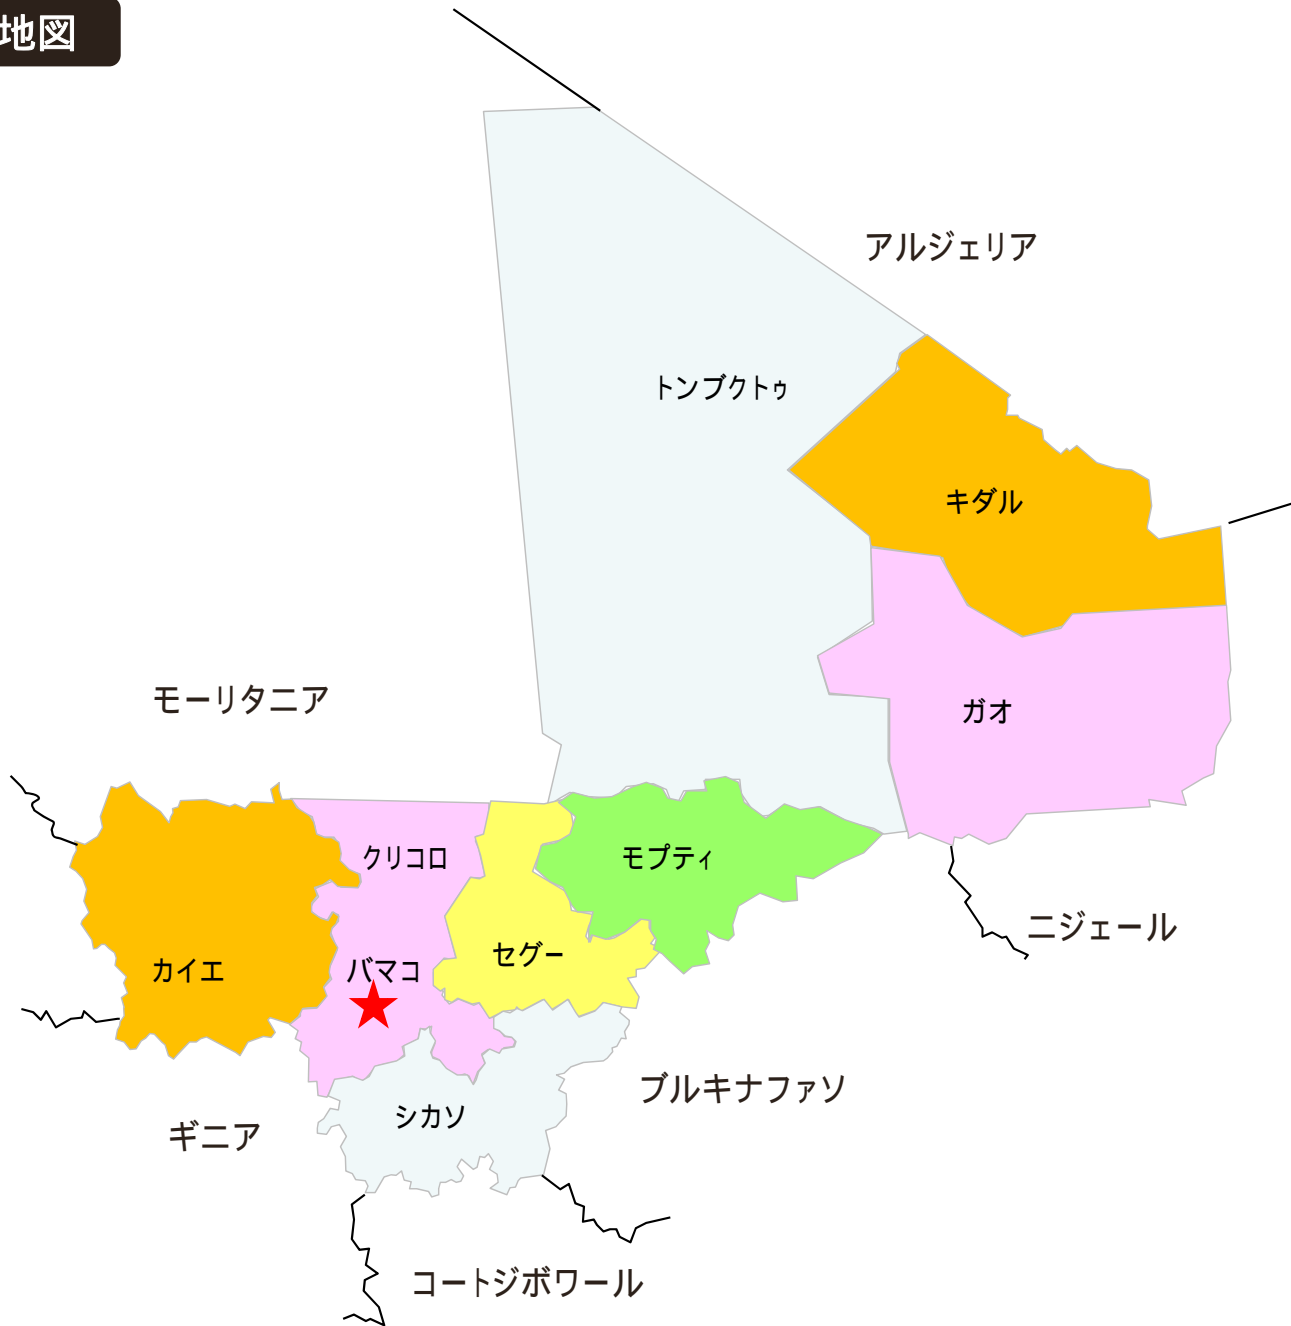 地図
アルジェリア
トンブクトゥ
キダル
モーリタニア
ガオ
クリコロ
モプティ
ニジェール
セグー
カイエ
バマコ
ブルキナファソ
シカソ
ギニア
コートジボワール